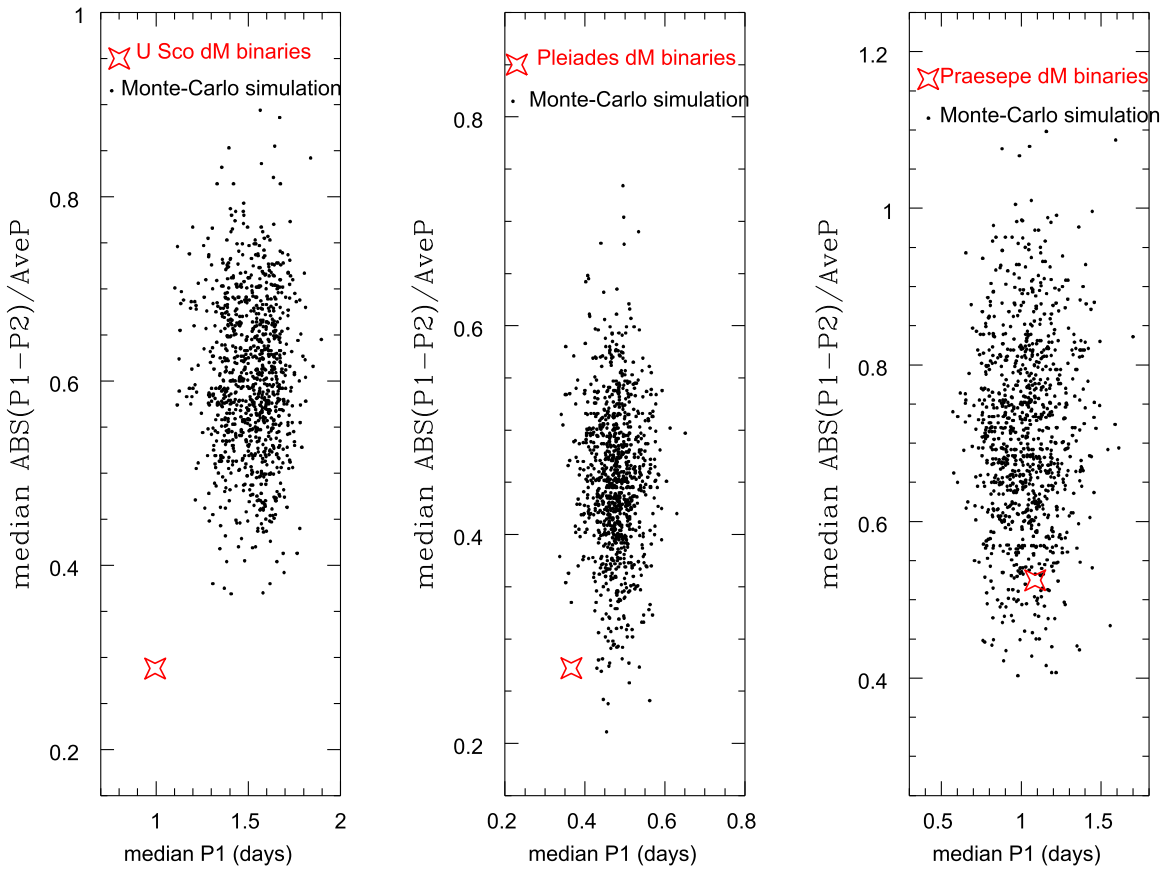 1
0.8
0.6
0.4
0.2
median ABS(P1−P2)/AveP
U Sco dM binaries
Monte-Carlo simulation
1
1.5
2
median P1 (days)
0.8
0.6
0.4
0.2
median ABS(P1−P2)/AveP
Pleiades dM binaries
Monte-Carlo simulation
0.2
0.4
0.6
0.8
median P1 (days)
1.2
1
0.8
0.6
0.4
median ABS(P1−P2)/AveP
Praesepe dM binaries
Monte-Carlo simulation
0.5
1
1.5
median P1 (days)